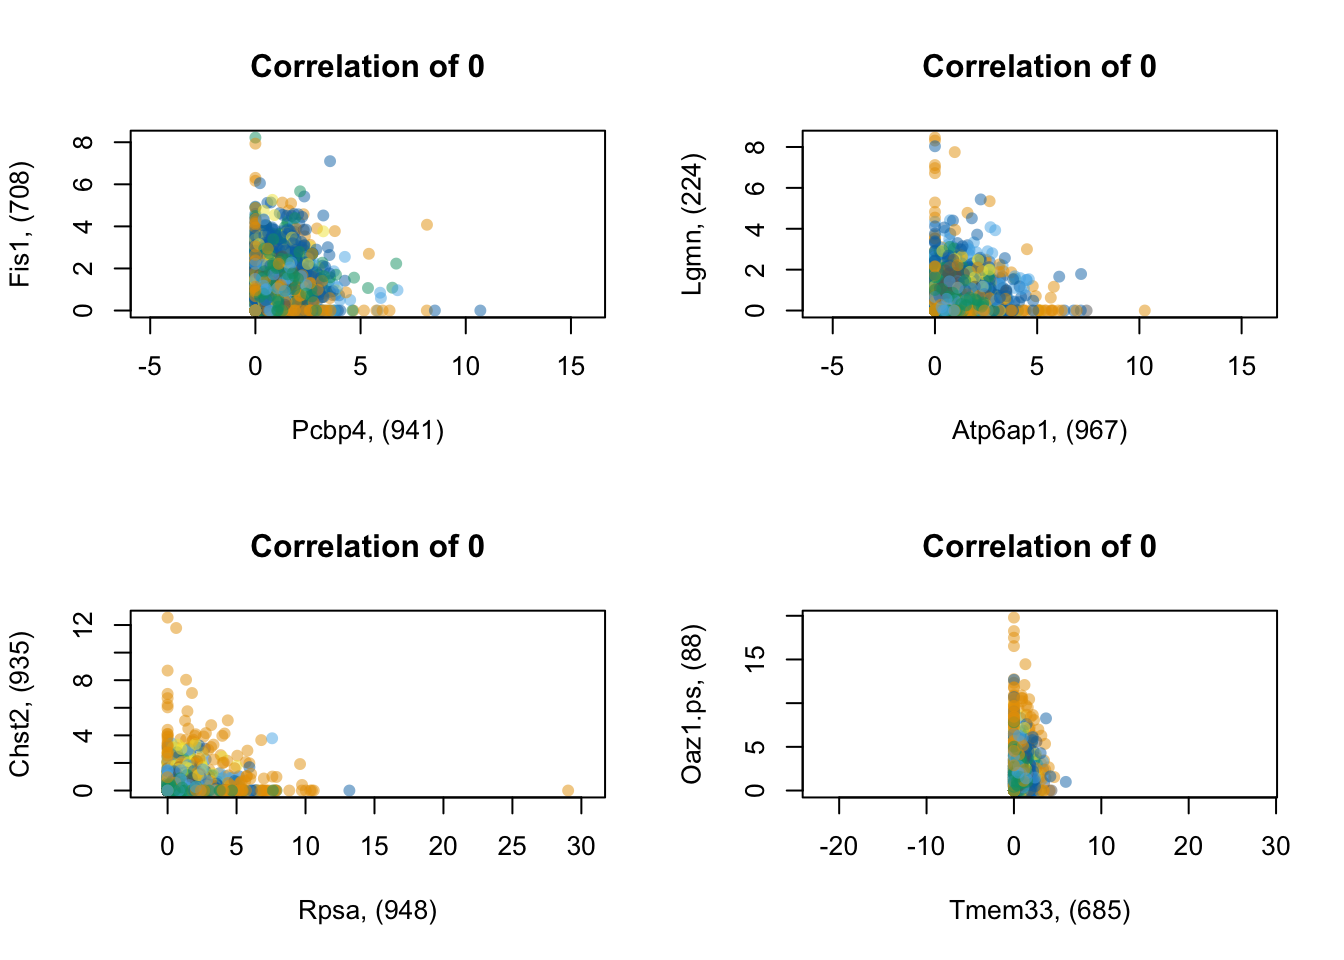 Correlation of 0
Fis1, (708)
8
6
4
2
0
-5 0 5 10 15
Pcbp4, (941)
Correlation of 0
Lgmn, (224)
8
6
4
2
0
-5 0 5 10 15
Atp6ap1, (967)
Correlation of 0
Chst2, (935)
12
8
4
0
0 5 10 15 20 25 30
Rpsa, (948)
Correlation of 0
Oaz1.ps, (88)
15
5
0
-20 -10 0 10 20 30
Tmem33, (685)